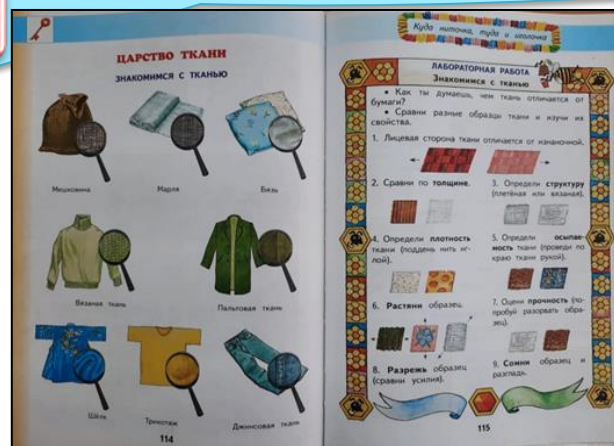 ЦАРСТВО ТКАНИ
ЗНАКОМИМСЯ С ТКАНЬЮ
Мешковина
Марля
Бязь
Вязаная ткань
Пальтовая ткань
Шёлк
Трикотаж
Джинсовая ткань
114
Куда ниточка, туда и иголочка
ЛАБОРАТОРНАЯ РАБОТА
Знакомимся с тканью
• Как ты думаешь, чем ткань отличается от
бумаги?
• Сравни разные образцы ткани и изучи их
свойства.
1. Лицевая сторона ткани отличается от изнаночной.
2. Сравни по толщине.
3. Определи структуру
(плетёная или вязаная).
4. Определи плотность
ткани (поддень нить иг-
лой).
5. Определи осыпае-
мость ткани (проведи по
краю ткани рукой).
6. Растяни образец.
7. Оцени прочность (по-
пробуй разорвать обра-
зец).
8. Разрежь образец
(сравни усилия).
9. Сомни образец и
разгладь.
115